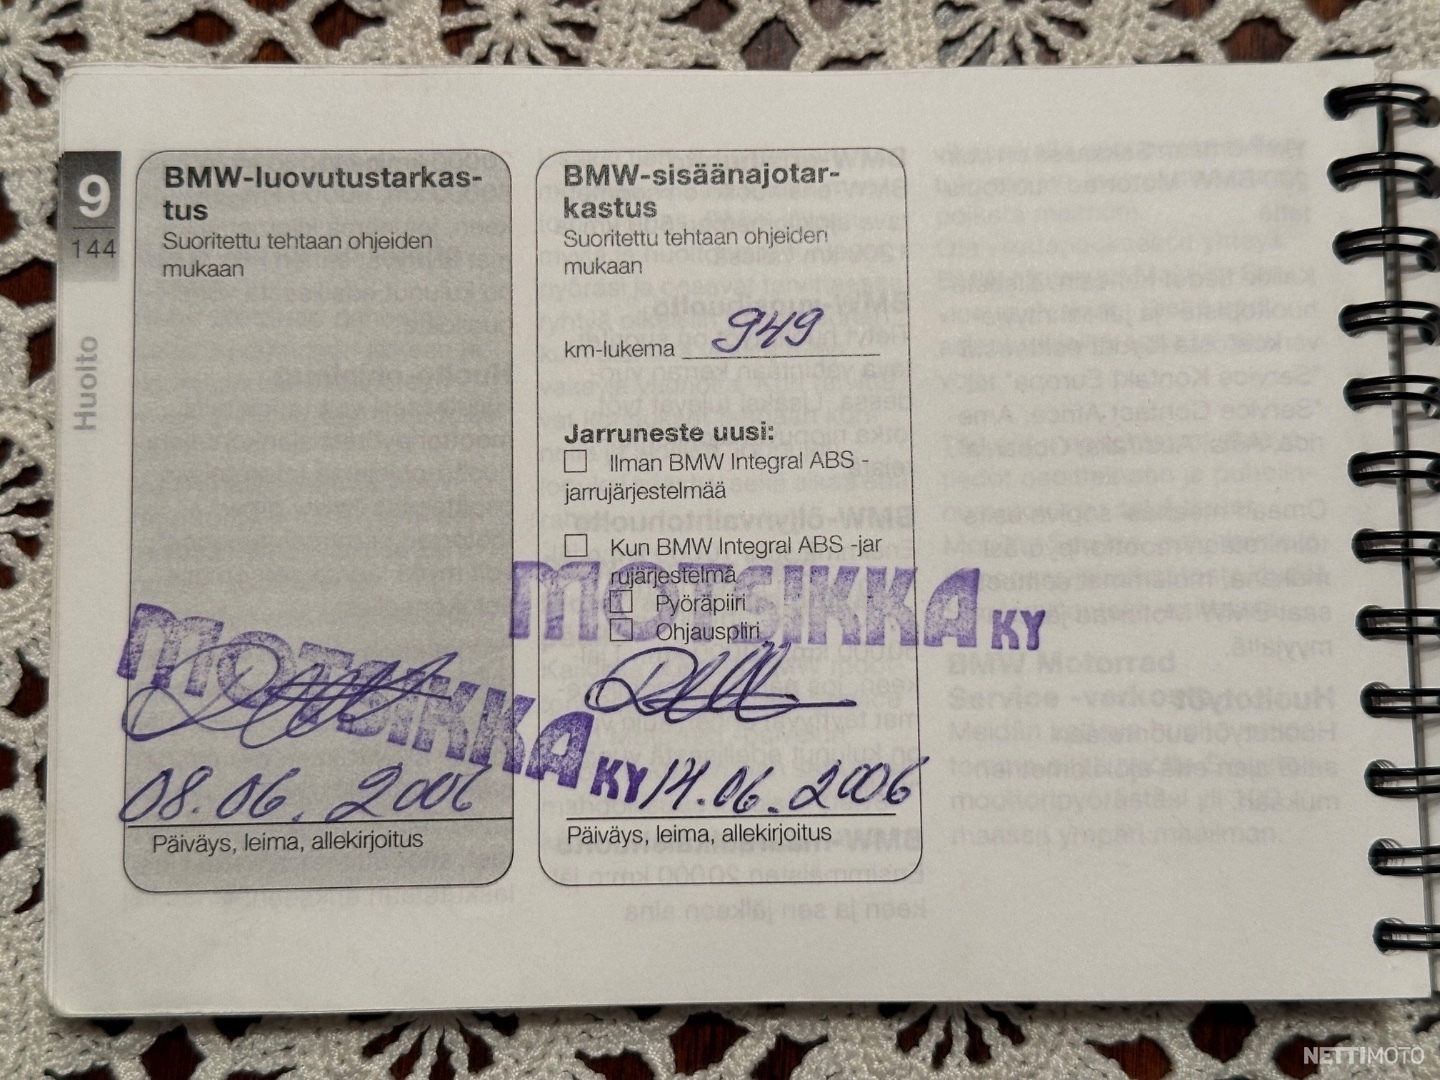 9
144
Huolto
BMW-luovutustarkas-
tus
Suoritettu tehtaan ohjeiden
mukaan
MOTSIKKA KY
08.06.2006
Päiväys, leima, allekirjoitus
BMW-sisäänajotar-
kastus
Suoritettu tehtaan ohjeiden
mukaan
km-lukema 949
Jarruneste uusi:
Ilman BMW Integral ABS -
jarrujärjestelmää
Kun BMW Integral ABS -jar
rujärjestelmä
Pyöräpiiri
Ohjauspiiri
MOTSIKKA KY
14.06.2006
Päiväys, leima, allekirjoitus
NETTIMOTO